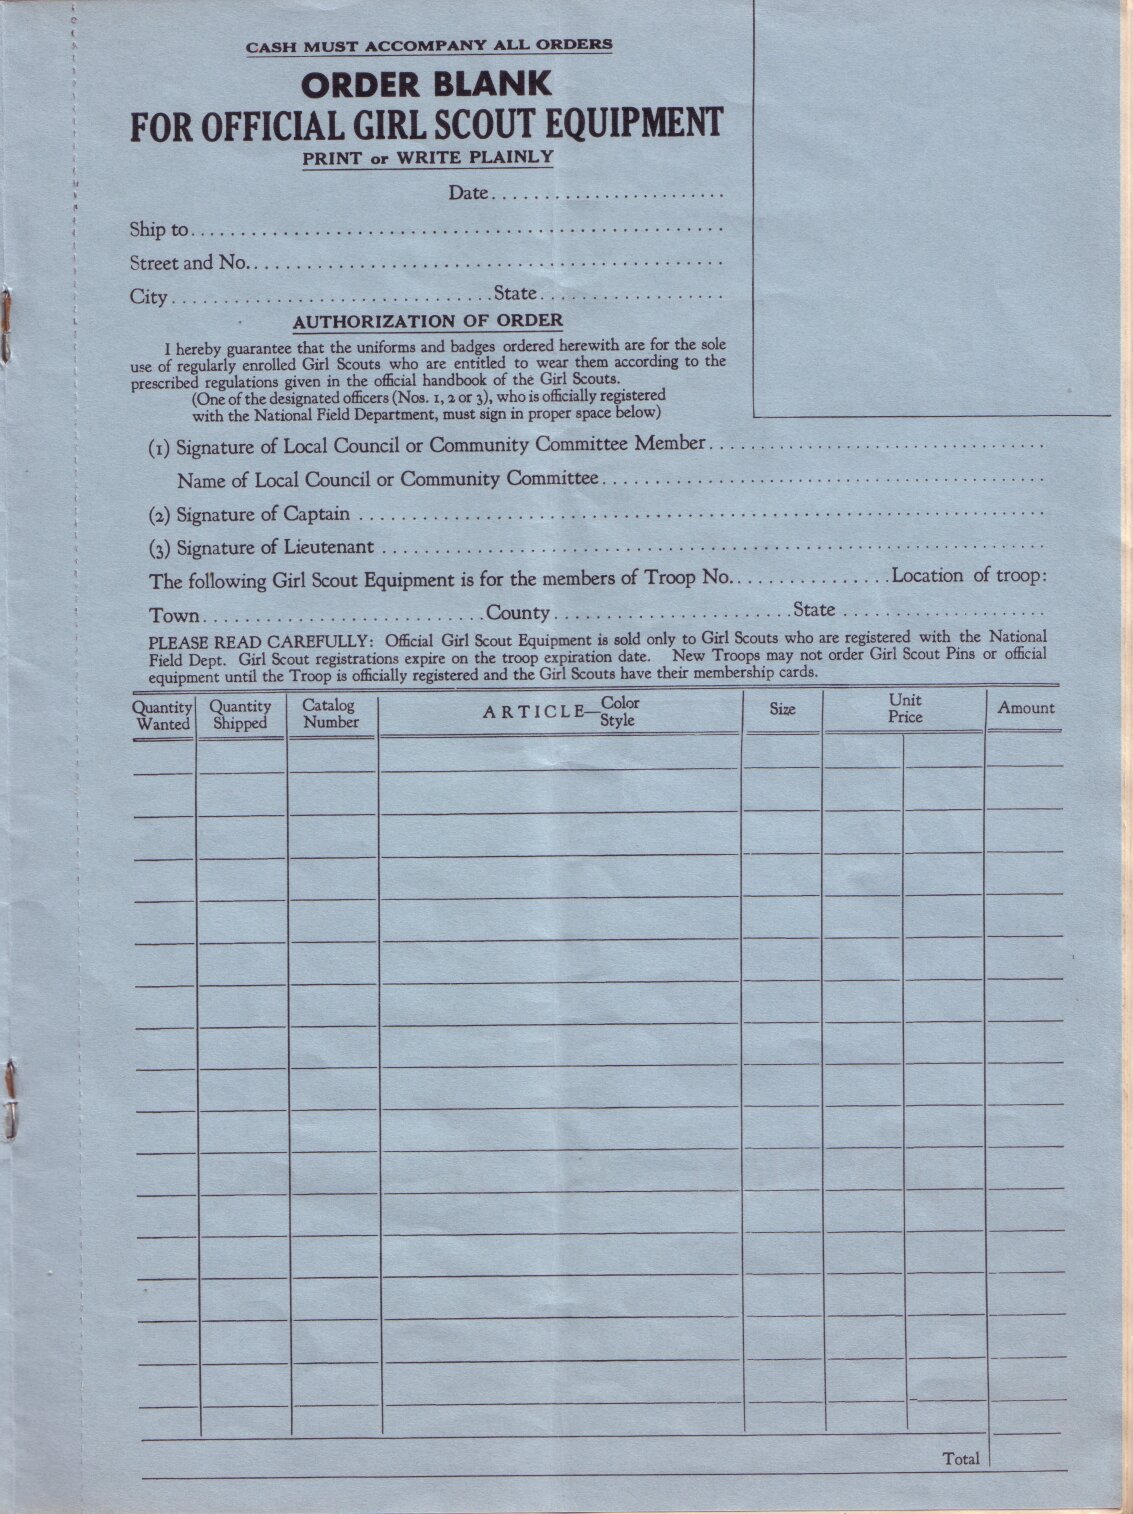 CASH MUST ACCOMPANY ALL ORDERS
ORDER BLANK
FOR OFFICIAL GIRL SCOUT EQUIPMENT
PRINT or WRITE PLAINLY
Date
Ship to
Street and No.
City State
AUTHORIZATION OF ORDER
I hereby guarantee that the uniforms and badges ordered herewith are for the sole
use of regularly enrolled Girl Scouts who are entitled to wear them according to the
prescribed regulations given in the official handbook of the Girl Scouts.
(One of the designated officers (Nos. 1, 2 or 3), who is officially registered
with the National Field Department, must sign in proper space below)
(1) Signature of Local Council or Community Committee Member
Name of Local Council or Community Committee
(2) Signature of Captain
(3) Signature of Lieutenant
The following Girl Scout Equipment is for the members of Troop No. Location of troop:
Town County State
PLEASE READ CAREFULLY: Official Girl Scout Equipment is sold only to Girl Scouts who are registered with the National
Field Dept. Girl Scout registrations expire on the troop expiration date. New Troops may not order Girl Scout Pins or official
equipment until the Troop is officially registered and the Girl Scouts have their membership cards.
Quantity Wanted
Quantity Shipped
Catalog Number
ARTICLE—Color Style
Size
Unit Price
Amount
Total